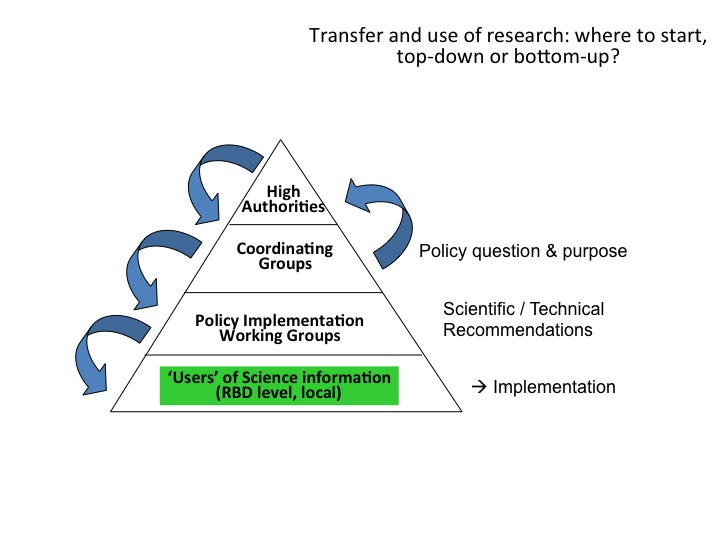 Transfer and use of research: where to start,
top-down or bottom-up?
High
Authorities
Coordinating
Groups
Policy question & purpose
Policy Implementation
Working Groups
Scientific / Technical
Recommendations
‘Users’ of Science information
(RBD level, local)
→ Implementation